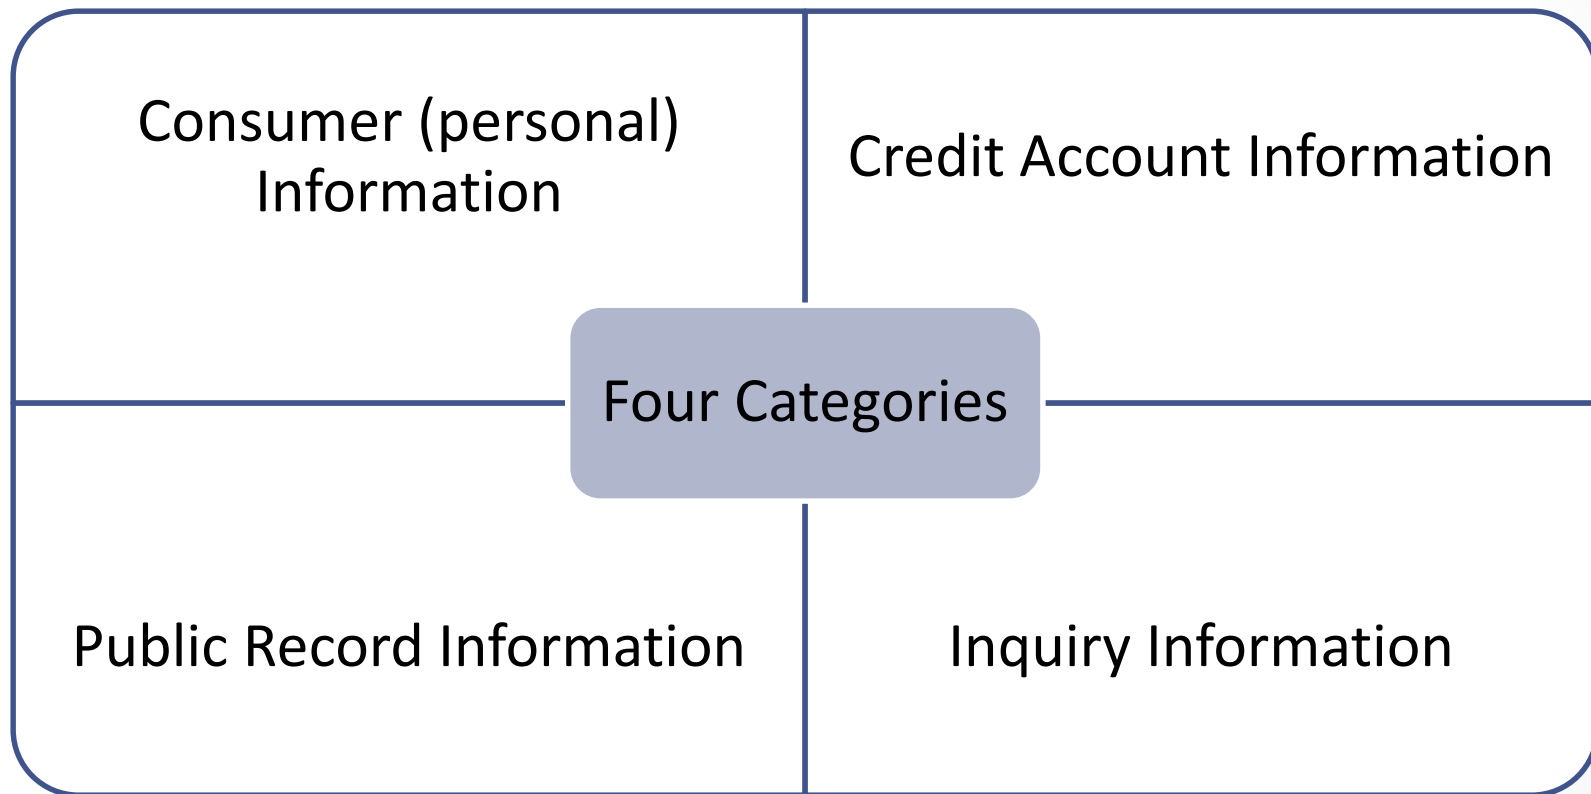 Consumer (personal)
Information
Credit Account Information
Four Categories
Public Record Information
Inquiry Information